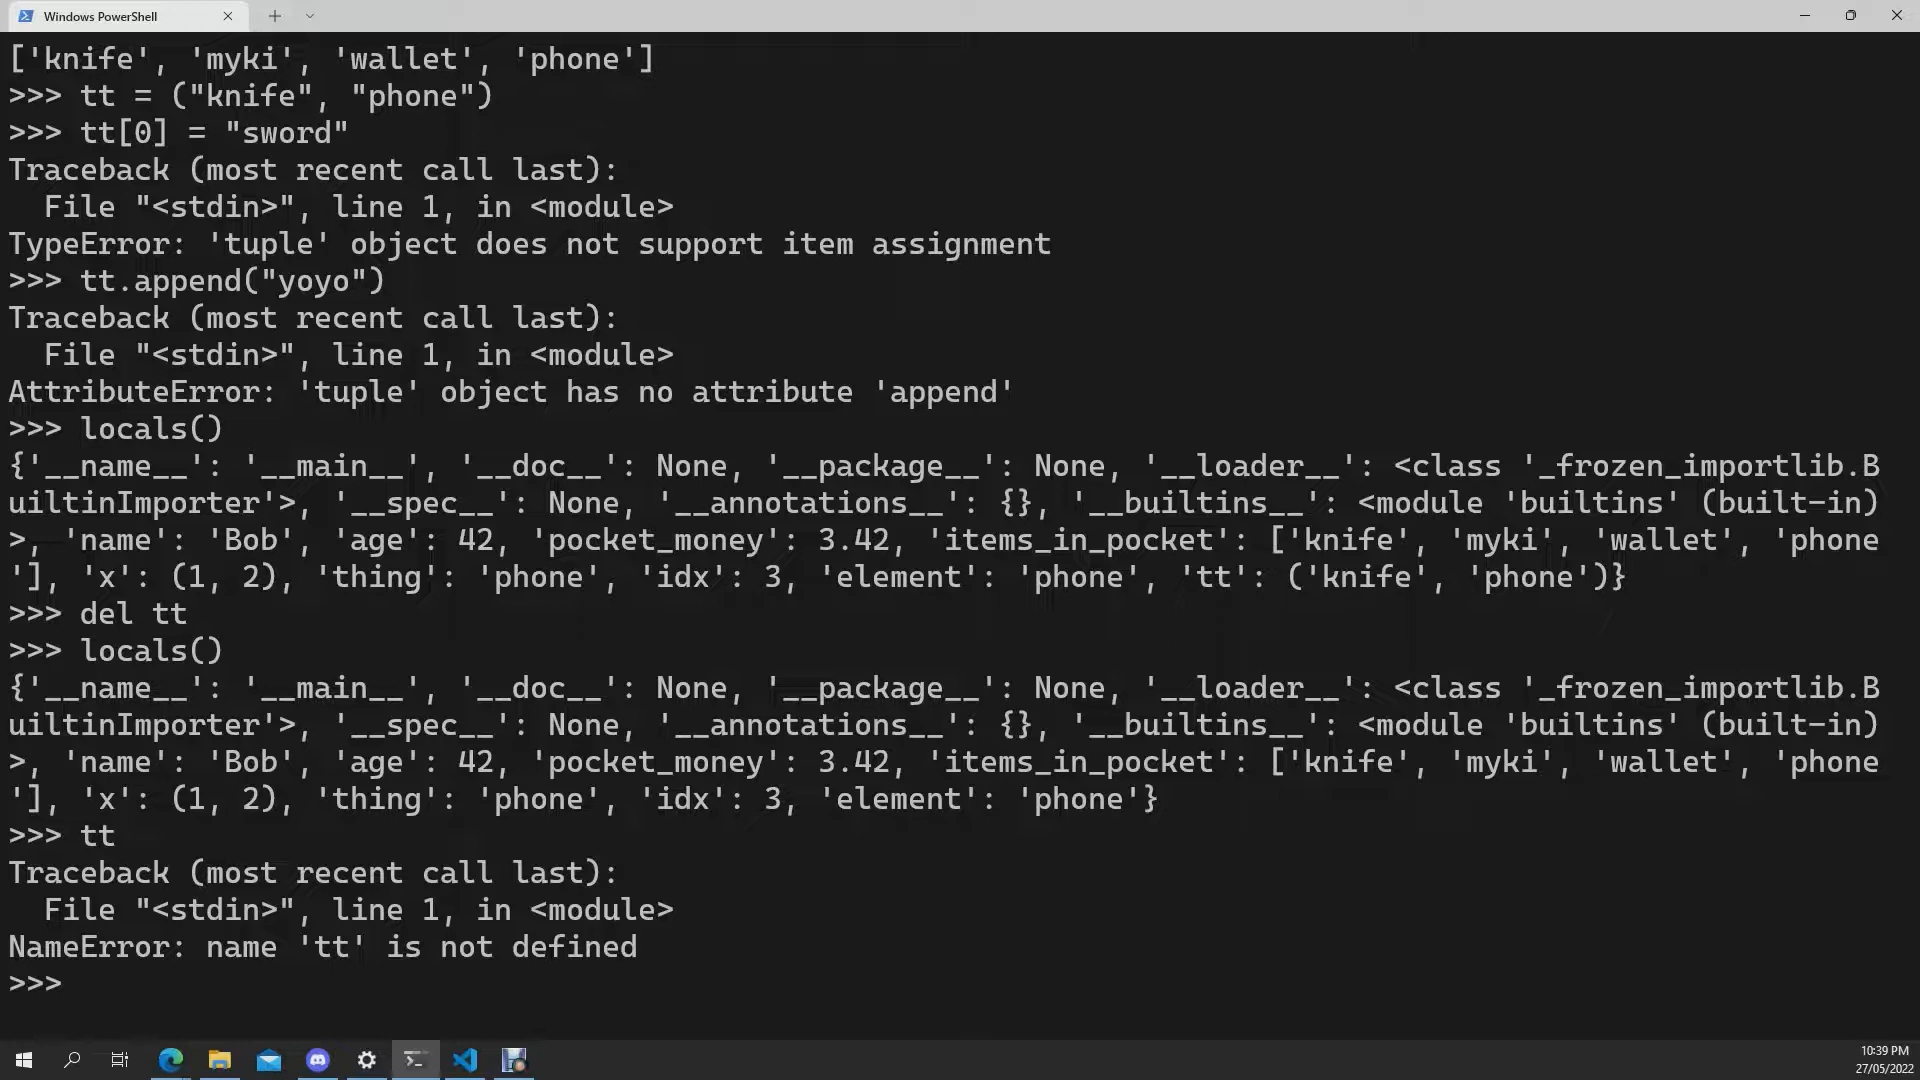 Windows PowerShell
['knife', 'myki', 'wallet', 'phone']
>>> tt = ("knife", "phone")
>>> tt[0] = "sword"
Traceback (most recent call last):
  File "<stdin>", line 1, in <module>
TypeError: 'tuple' object does not support item assignment
>>> tt.append("yoyo")
Traceback (most recent call last):
  File "<stdin>", line 1, in <module>
AttributeError: 'tuple' object has no attribute 'append'
>>> locals()
{'__name__': '__main__', '__doc__': None, '__package__': None, '__loader__': <class '_frozen_importlib.B
uiltinImporter'>, '__spec__': None, '__annotations__': {}, '__builtins__': <module 'builtins' (built-in)
>, 'name': 'Bob', 'age': 42, 'pocket_money': 3.42, 'items_in_pocket': ['knife', 'myki', 'wallet', 'phone
'], 'x': (1, 2), 'thing': 'phone', 'idx': 3, 'element': 'phone', 'tt': ('knife', 'phone')}
>>> del tt
>>> locals()
{'__name__': '__main__', '__doc__': None, '__package__': None, '__loader__': <class '_frozen_importlib.B
uiltinImporter'>, '__spec__': None, '__annotations__': {}, '__builtins__': <module 'builtins' (built-in)
>, 'name': 'Bob', 'age': 42, 'pocket_money': 3.42, 'items_in_pocket': ['knife', 'myki', 'wallet', 'phone
'], 'x': (1, 2), 'thing': 'phone', 'idx': 3, 'element': 'phone'}
>>> tt
Traceback (most recent call last):
  File "<stdin>", line 1, in <module>
NameError: name 'tt' is not defined
>>>
10:39 PM
27/05/2022